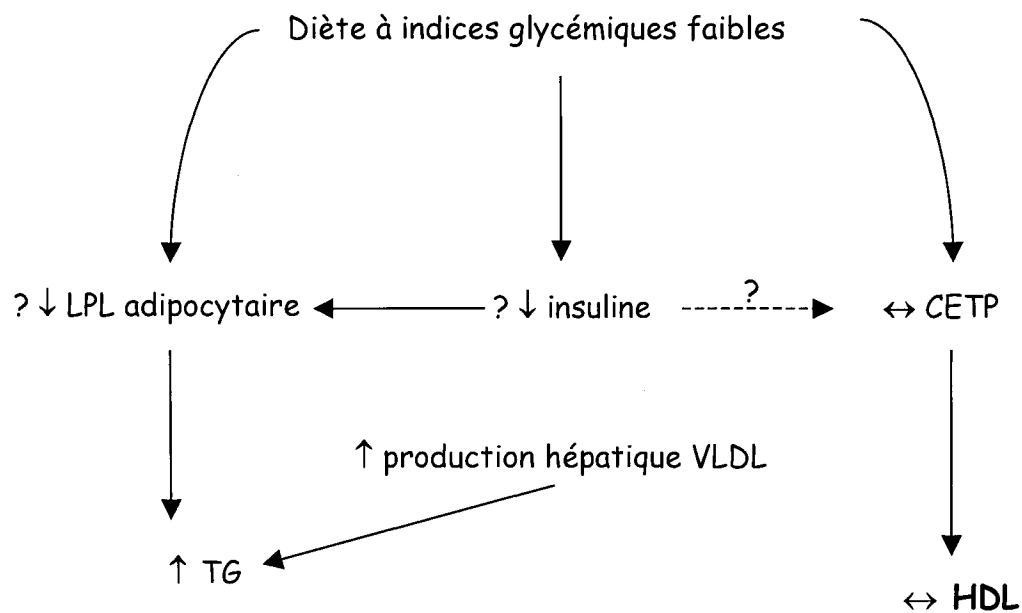 Diète à indices glycémiques faibles
?
? ↓ LPL adipocytaire
? ↓ insuline
↔ CETP
↑ production hépatique VLDL
↑ TG
↔ HDL